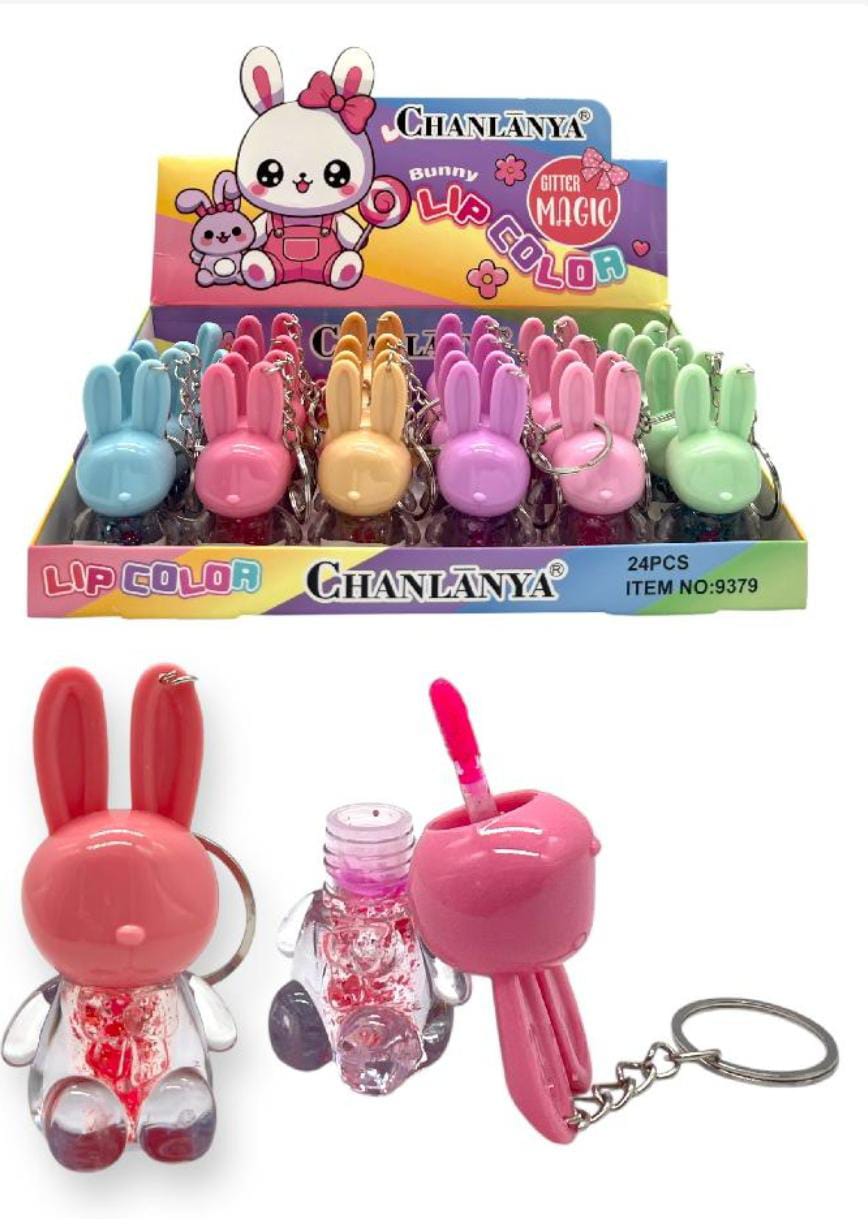 CHANLĀNYA®
Bunny
LIP COLOR
GITTER
MAGIC
LIP COLOR
CHANLĀNYA®
24PCS
ITEM NO:9379